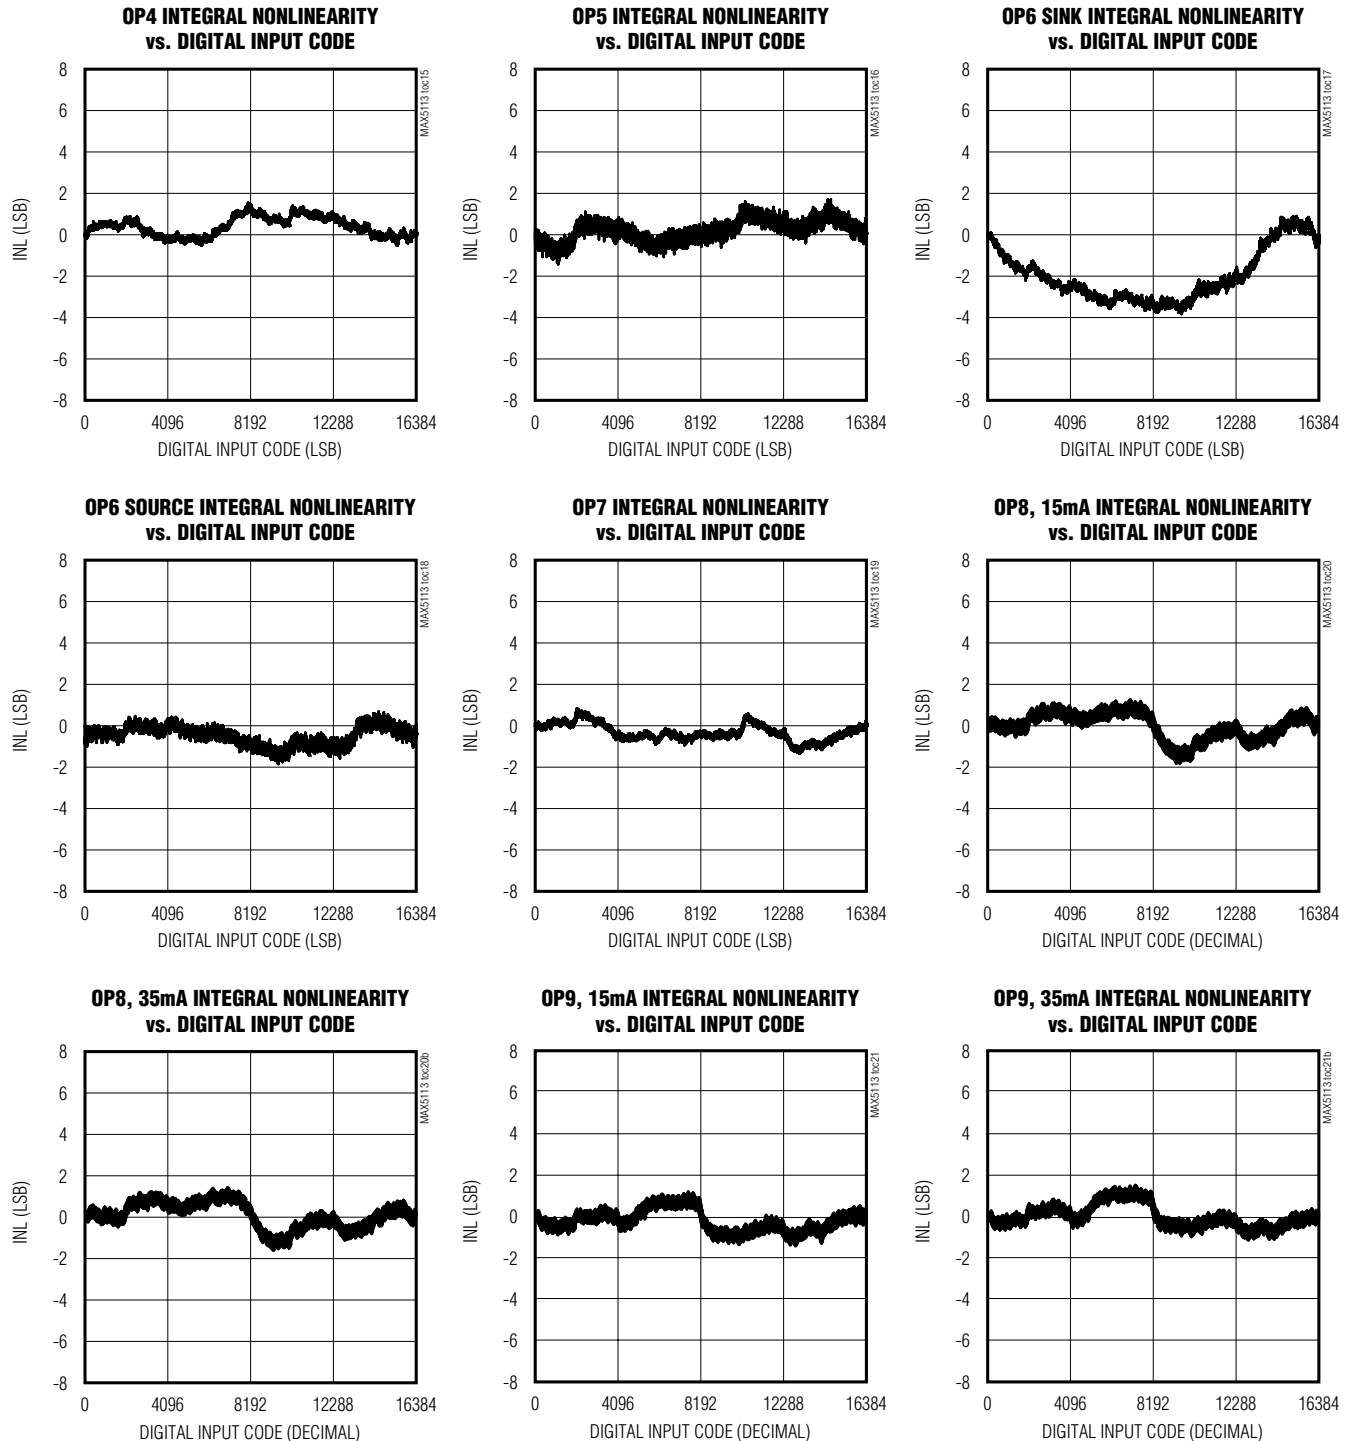 OP4 INTEGRAL NONLINEARITY
vs. DIGITAL INPUT CODE
MAX5113 toc15
8
6
4
2
0
-2
-4
-6
-8
INL (LSB)
0 4096 8192 12288 16384
DIGITAL INPUT CODE (LSB)
OP5 INTEGRAL NONLINEARITY
vs. DIGITAL INPUT CODE
MAX5113 toc16
8
6
4
2
0
-2
-4
-6
-8
INL (LSB)
0 4096 8192 12288 16384
DIGITAL INPUT CODE (LSB)
OP6 SINK INTEGRAL NONLINEARITY
vs. DIGITAL INPUT CODE
MAX5113 toc17
8
6
4
2
0
-2
-4
-6
-8
INL (LSB)
0 4096 8192 12288 16384
DIGITAL INPUT CODE (LSB)
OP6 SOURCE INTEGRAL NONLINEARITY
vs. DIGITAL INPUT CODE
MAX5113 toc18
8
6
4
2
0
-2
-4
-6
-8
INL (LSB)
0 4096 8192 12288 16384
DIGITAL INPUT CODE (LSB)
OP7 INTEGRAL NONLINEARITY
vs. DIGITAL INPUT CODE
MAX5113 toc19
8
6
4
2
0
-2
-4
-6
-8
INL (LSB)
0 4096 8192 12288 16384
DIGITAL INPUT CODE (LSB)
OP8, 15mA INTEGRAL NONLINEARITY
vs. DIGITAL INPUT CODE
MAX5113 toc20
8
6
4
2
0
-2
-4
-6
-8
INL (LSB)
0 4096 8192 12288 16384
DIGITAL INPUT CODE (DECIMAL)
OP8, 35mA INTEGRAL NONLINEARITY
vs. DIGITAL INPUT CODE
MAX5113 toc20b
8
6
4
2
0
-2
-4
-6
-8
INL (LSB)
0 4096 8192 12288 16384
DIGITAL INPUT CODE (DECIMAL)
OP9, 15mA INTEGRAL NONLINEARITY
vs. DIGITAL INPUT CODE
MAX5113 toc21
8
6
4
2
0
-2
-4
-6
-8
INL (LSB)
0 4096 8192 12288 16384
DIGITAL INPUT CODE (DECIMAL)
OP9, 35mA INTEGRAL NONLINEARITY
vs. DIGITAL INPUT CODE
MAX5113 toc21b
8
6
4
2
0
-2
-4
-6
-8
INL (LSB)
0 4096 8192 12288 16384
DIGITAL INPUT CODE (DECIMAL)